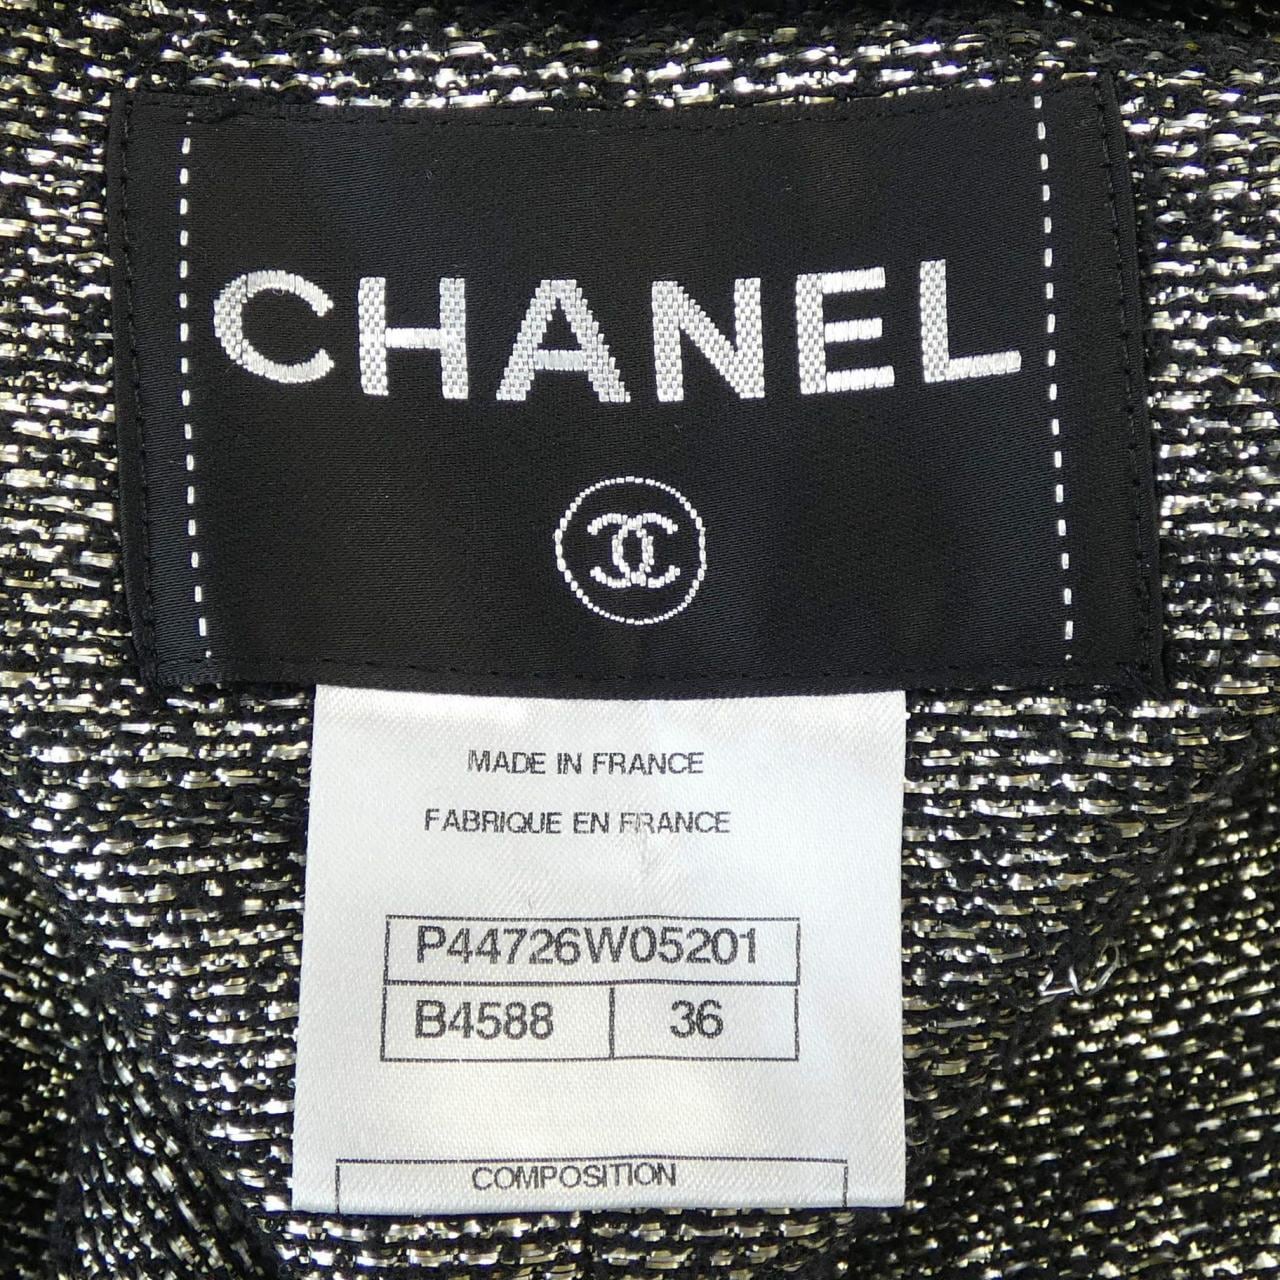 CHANEL
MADE IN FRANCE
FABRIQUE EN FRANCE
P44726W05201
B4588 36
COMPOSITION